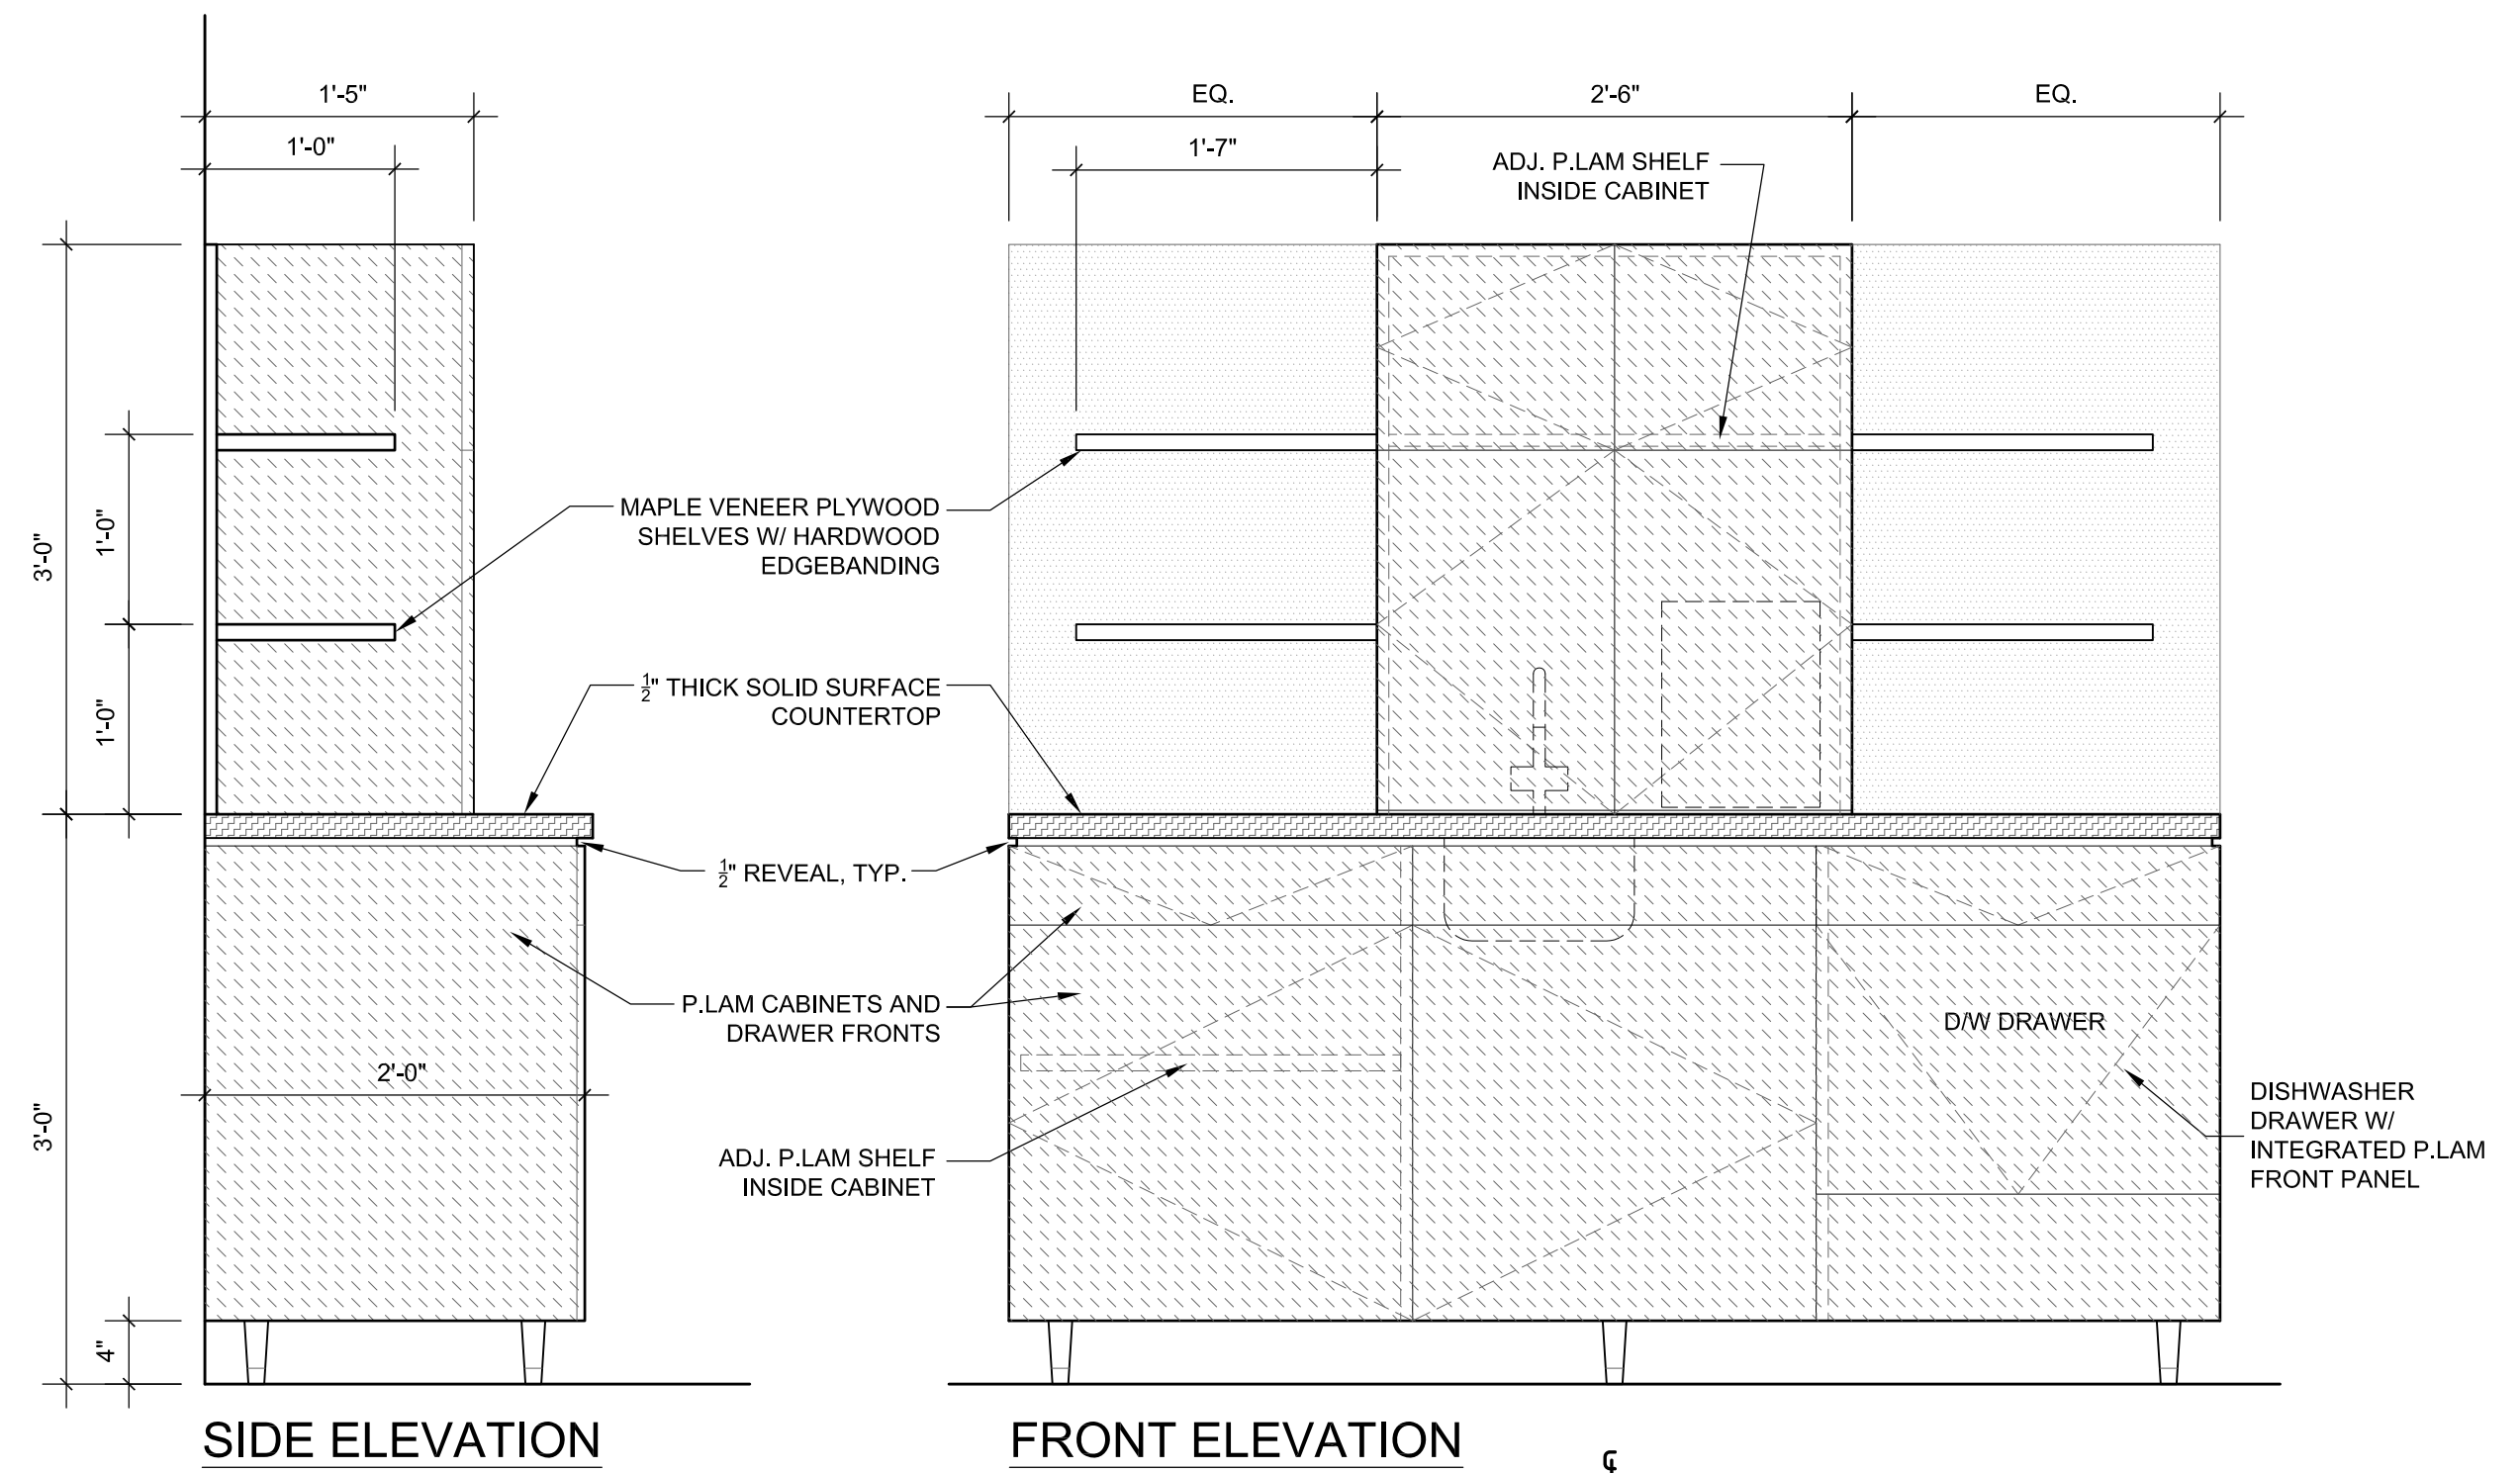 1'-5"
EQ.
2'-6"
EQ.
1'-0"
1'-7"
ADJ. P.LAM SHELF
INSIDE CABINET
3'-0"
1'-0"
MAPLE VENEER PLYWOOD
SHELVES W/ HARDWOOD
EDGEBANDING
1'-0"
½" THICK SOLID SURFACE
COUNTERTOP
½" REVEAL, TYP.
P.LAM CABINETS AND
DRAWER FRONTS
D/W DRAWER
2'-0"
3'-0"
DISHWASHER
DRAWER W/
INTEGRATED P.LAM
FRONT PANEL
ADJ. P.LAM SHELF
INSIDE CABINET
4"
SIDE ELEVATION
FRONT ELEVATION